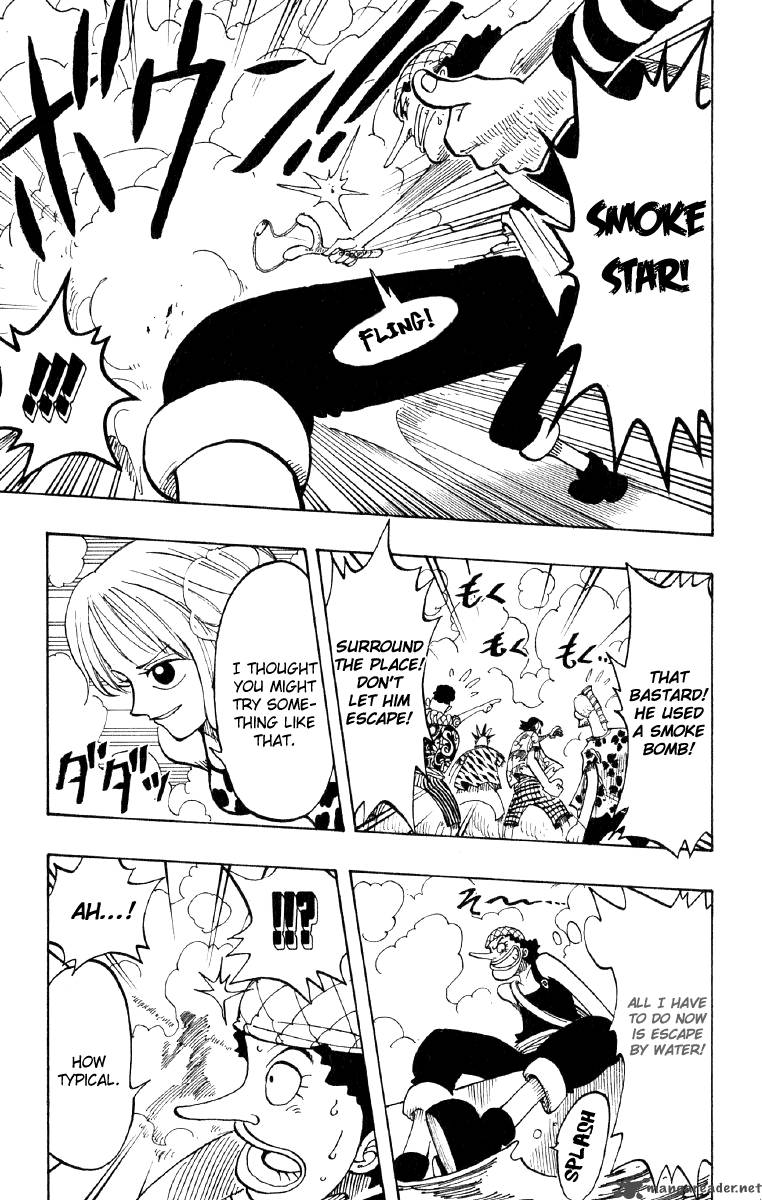 SMOKE
STAR!
ボウン!!!
FLING!
!!!
THAT
BASTARD!
HE USED
A SMOKE
BOMB!
もく
もく
もく...
SURROUND
THE PLACE!
DON'T
LET HIM
ESCAPE!
I THOUGHT
YOU MIGHT
TRY SOME-
THING LIKE
THAT.
ダダダッ
ALL I HAVE
TO DO NOW
IS ESCAPE
BY WATER!
SPLASH
!!!?
AH...!
HOW
TYPICAL.
mangareader.net